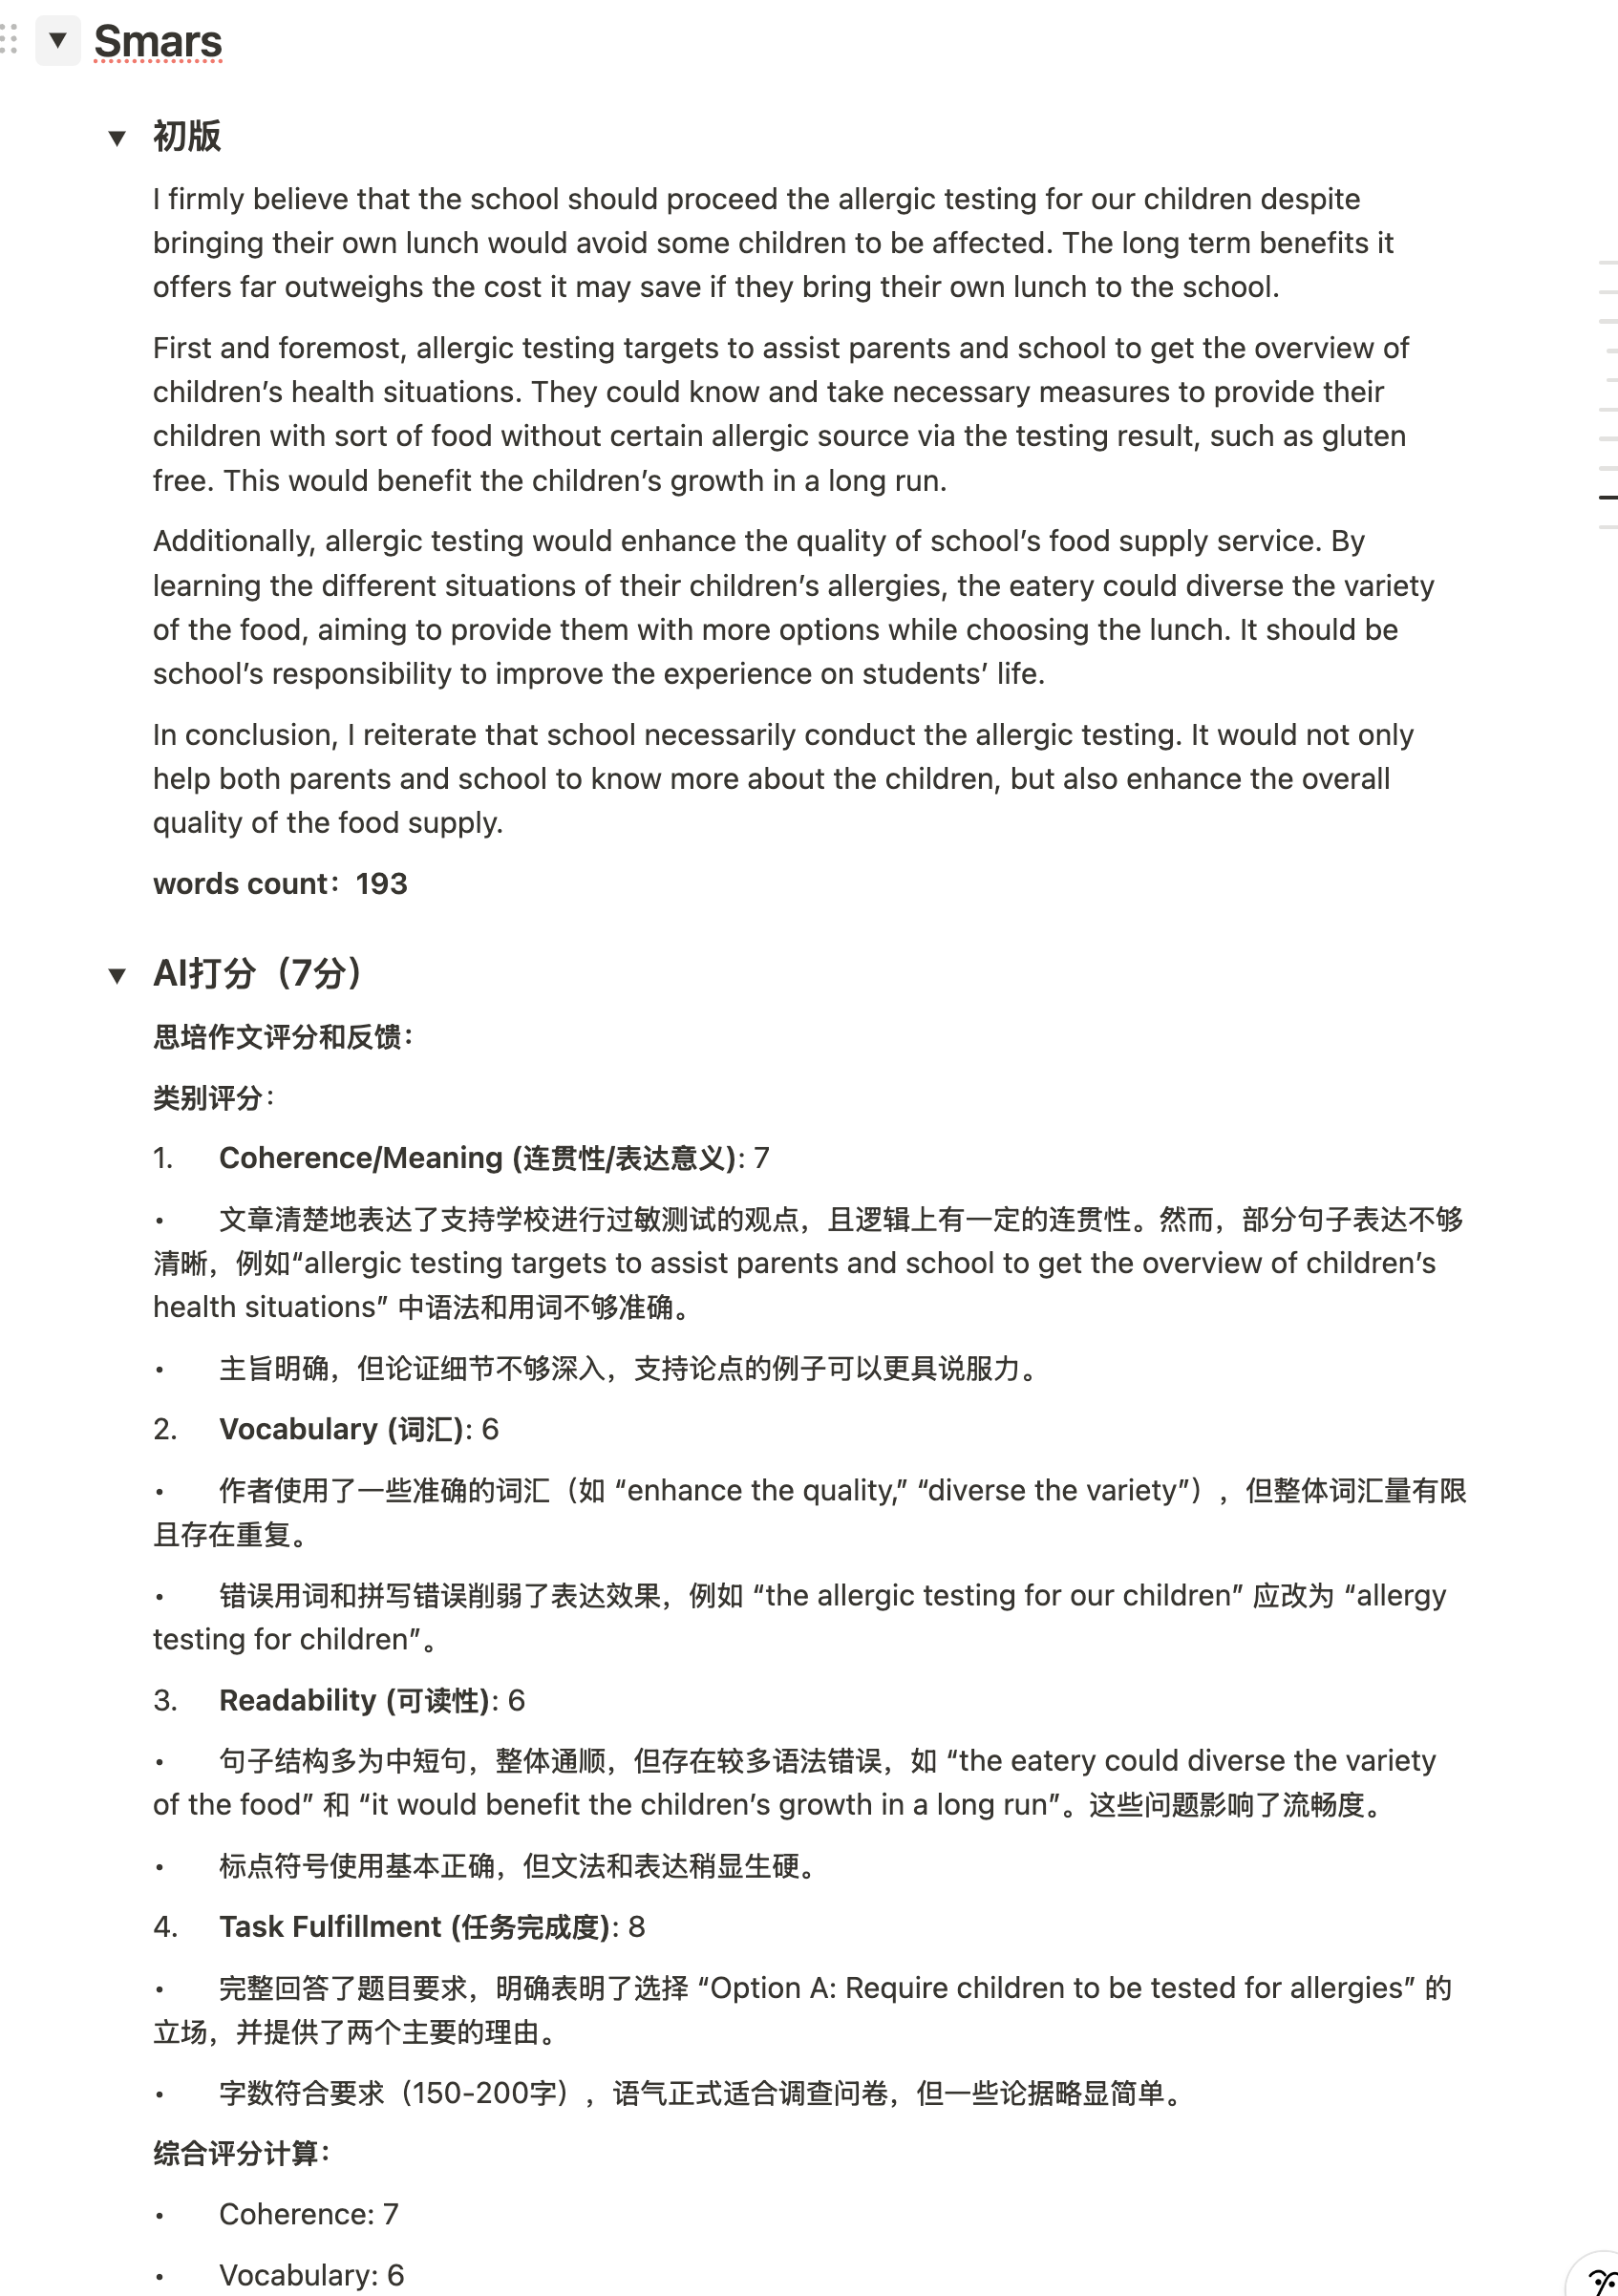 Smars
初版
I firmly believe that the school should proceed the allergic testing for our children despite
bringing their own lunch would avoid some children to be affected. The long term benefits it
offers far outweighs the cost it may save if they bring their own lunch to the school.
First and foremost, allergic testing targets to assist parents and school to get the overview of
children’s health situations. They could know and take necessary measures to provide their
children with sort of food without certain allergic source via the testing result, such as gluten
free. This would benefit the children’s growth in a long run.
Additionally, allergic testing would enhance the quality of school’s food supply service. By
learning the different situations of their children’s allergies, the eatery could diverse the variety
of the food, aiming to provide them with more options while choosing the lunch. It should be
school’s responsibility to improve the experience on students’ life.
In conclusion, I reiterate that school necessarily conduct the allergic testing. It would not only
help both parents and school to know more about the children, but also enhance the overall
quality of the food supply.
words count：193
AI打分（7分）
思培作文评分和反馈：
类别评分：
1. Coherence/Meaning (连贯性/表达意义): 7
• 文章清楚地表达了支持学校进行过敏测试的观点，且逻辑上有一定的连贯性。然而，部分句子表达不够
清晰，例如“allergic testing targets to assist parents and school to get the overview of children’s
health situations” 中语法和用词不够准确。
• 主旨明确，但论证细节不够深入，支持论点的例子可以更具说服力。
2. Vocabulary (词汇): 6
• 作者使用了一些准确的词汇（如 “enhance the quality,” “diverse the variety”），但整体词汇量有限
且存在重复。
• 错误用词和拼写错误削弱了表达效果，例如 “the allergic testing for our children” 应改为 “allergy
testing for children”。
3. Readability (可读性): 6
• 句子结构多为中短句，整体通顺，但存在较多语法错误，如 “the eatery could diverse the variety
of the food” 和 “it would benefit the children’s growth in a long run”。这些问题影响了流畅度。
• 标点符号使用基本正确，但文法和表达稍显生硬。
4. Task Fulfillment (任务完成度): 8
• 完整回答了题目要求，明确表明了选择 “Option A: Require children to be tested for allergies” 的
立场，并提供了两个主要的理由。
• 字数符合要求（150-200字），语气正式适合调查问卷，但一些论据略显简单。
综合评分计算：
• Coherence: 7
• Vocabulary: 6